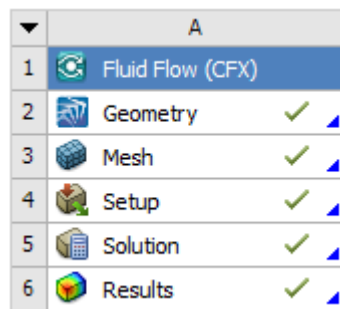 A
1 Fluid Flow (CFX)
2 Geometry
3 Mesh
4 Setup
5 Solution
6 Results